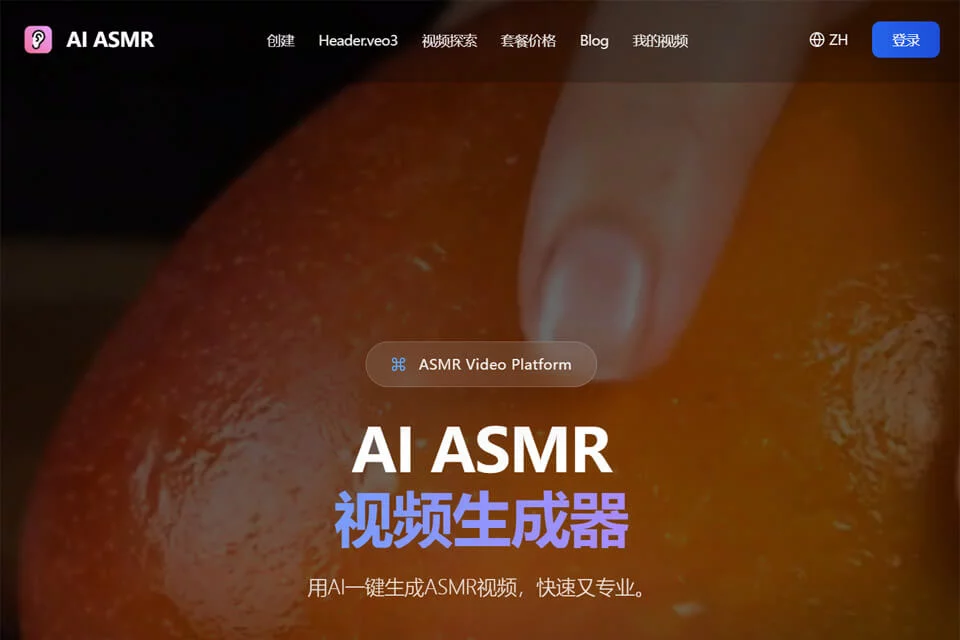 AI ASMR
创建 Header.veo3 视频探索 套餐价格 Blog 我的视频 ZH 登录
ASMR Video Platform
AI ASMR
视频生成器
用AI一键生成ASMR视频，快速又专业。